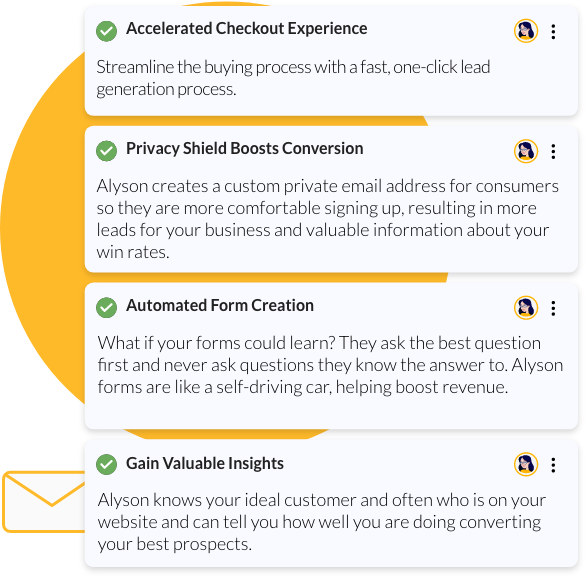 Accelerated Checkout Experience
Streamline the buying process with a fast, one-click lead
generation process.
Privacy Shield Boosts Conversion
Alyson creates a custom private email address for consumers
so they are more comfortable signing up, resulting in more
leads for your business and valuable information about your
win rates.
Automated Form Creation
What if your forms could learn? They ask the best question
first and never ask questions they know the answer to. Alyson
forms are like a self-driving car, helping boost revenue.
Gain Valuable Insights
Alyson knows your ideal customer and often who is on your
website and can tell you how well you are doing converting
your best prospects.